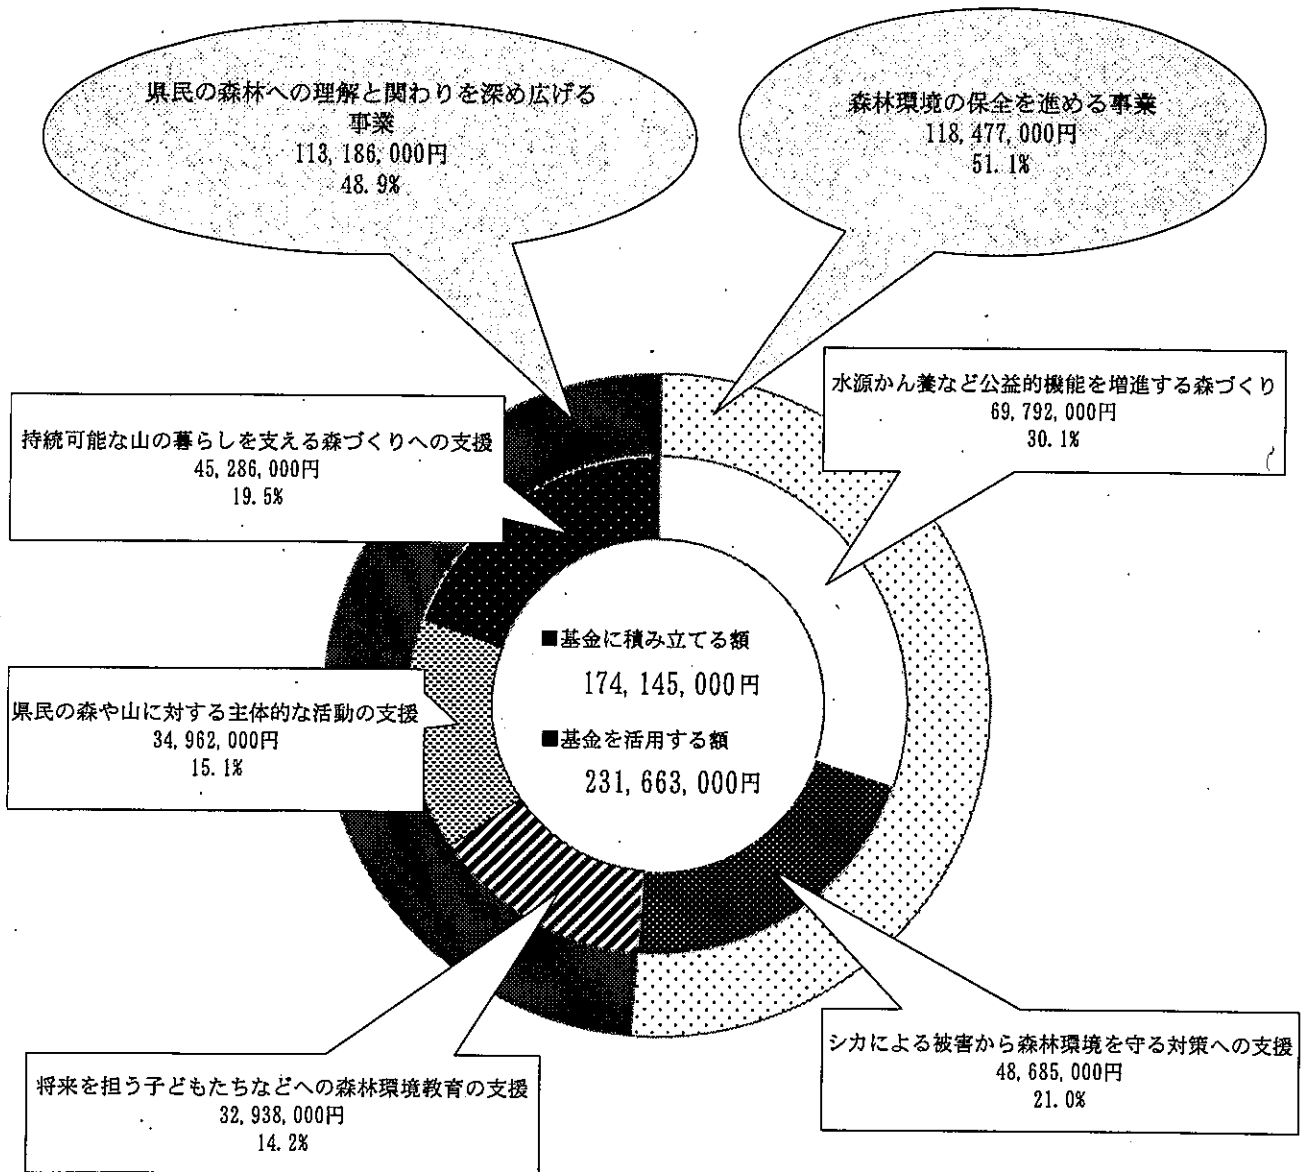 県民の森林への理解と関わりを深め広げる
事業
113,186,000円
48.9%
森林環境の保全を進める事業
118,477,000円
51.1%
水源かん養など公益的機能を増進する森づくり
69,792,000円
30.1%
持続可能な山の暮らしを支える森づくりへの支援
45,286,000円
19.5%
■基金に積み立てる額
174,145,000円
■基金を活用する額
231,663,000円
県民の森や山に対する主体的な活動の支援
34,962,000円
15.1%
シカによる被害から森林環境を守る対策への支援
48,685,000円
21.0%
将来を担う子どもたちなどへの森林環境教育の支援
32,938,000円
14.2%